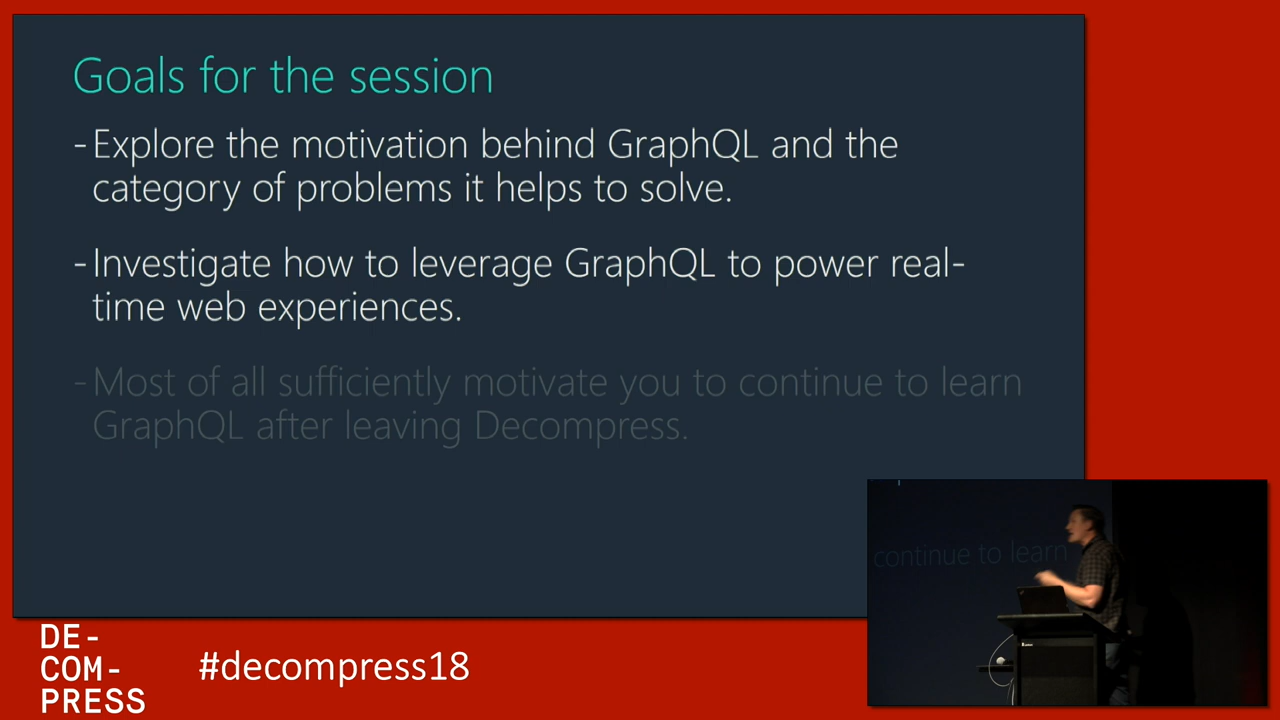 Goals for the session
-Explore the motivation behind GraphQL and the
category of problems it helps to solve.
-Investigate how to leverage GraphQL to power real-
time web experiences.
-Most of all sufficiently motivate you to continue to learn
GraphQL after leaving Decompress.
continue to learn
DE-
COM-
PRESS
#decompress18